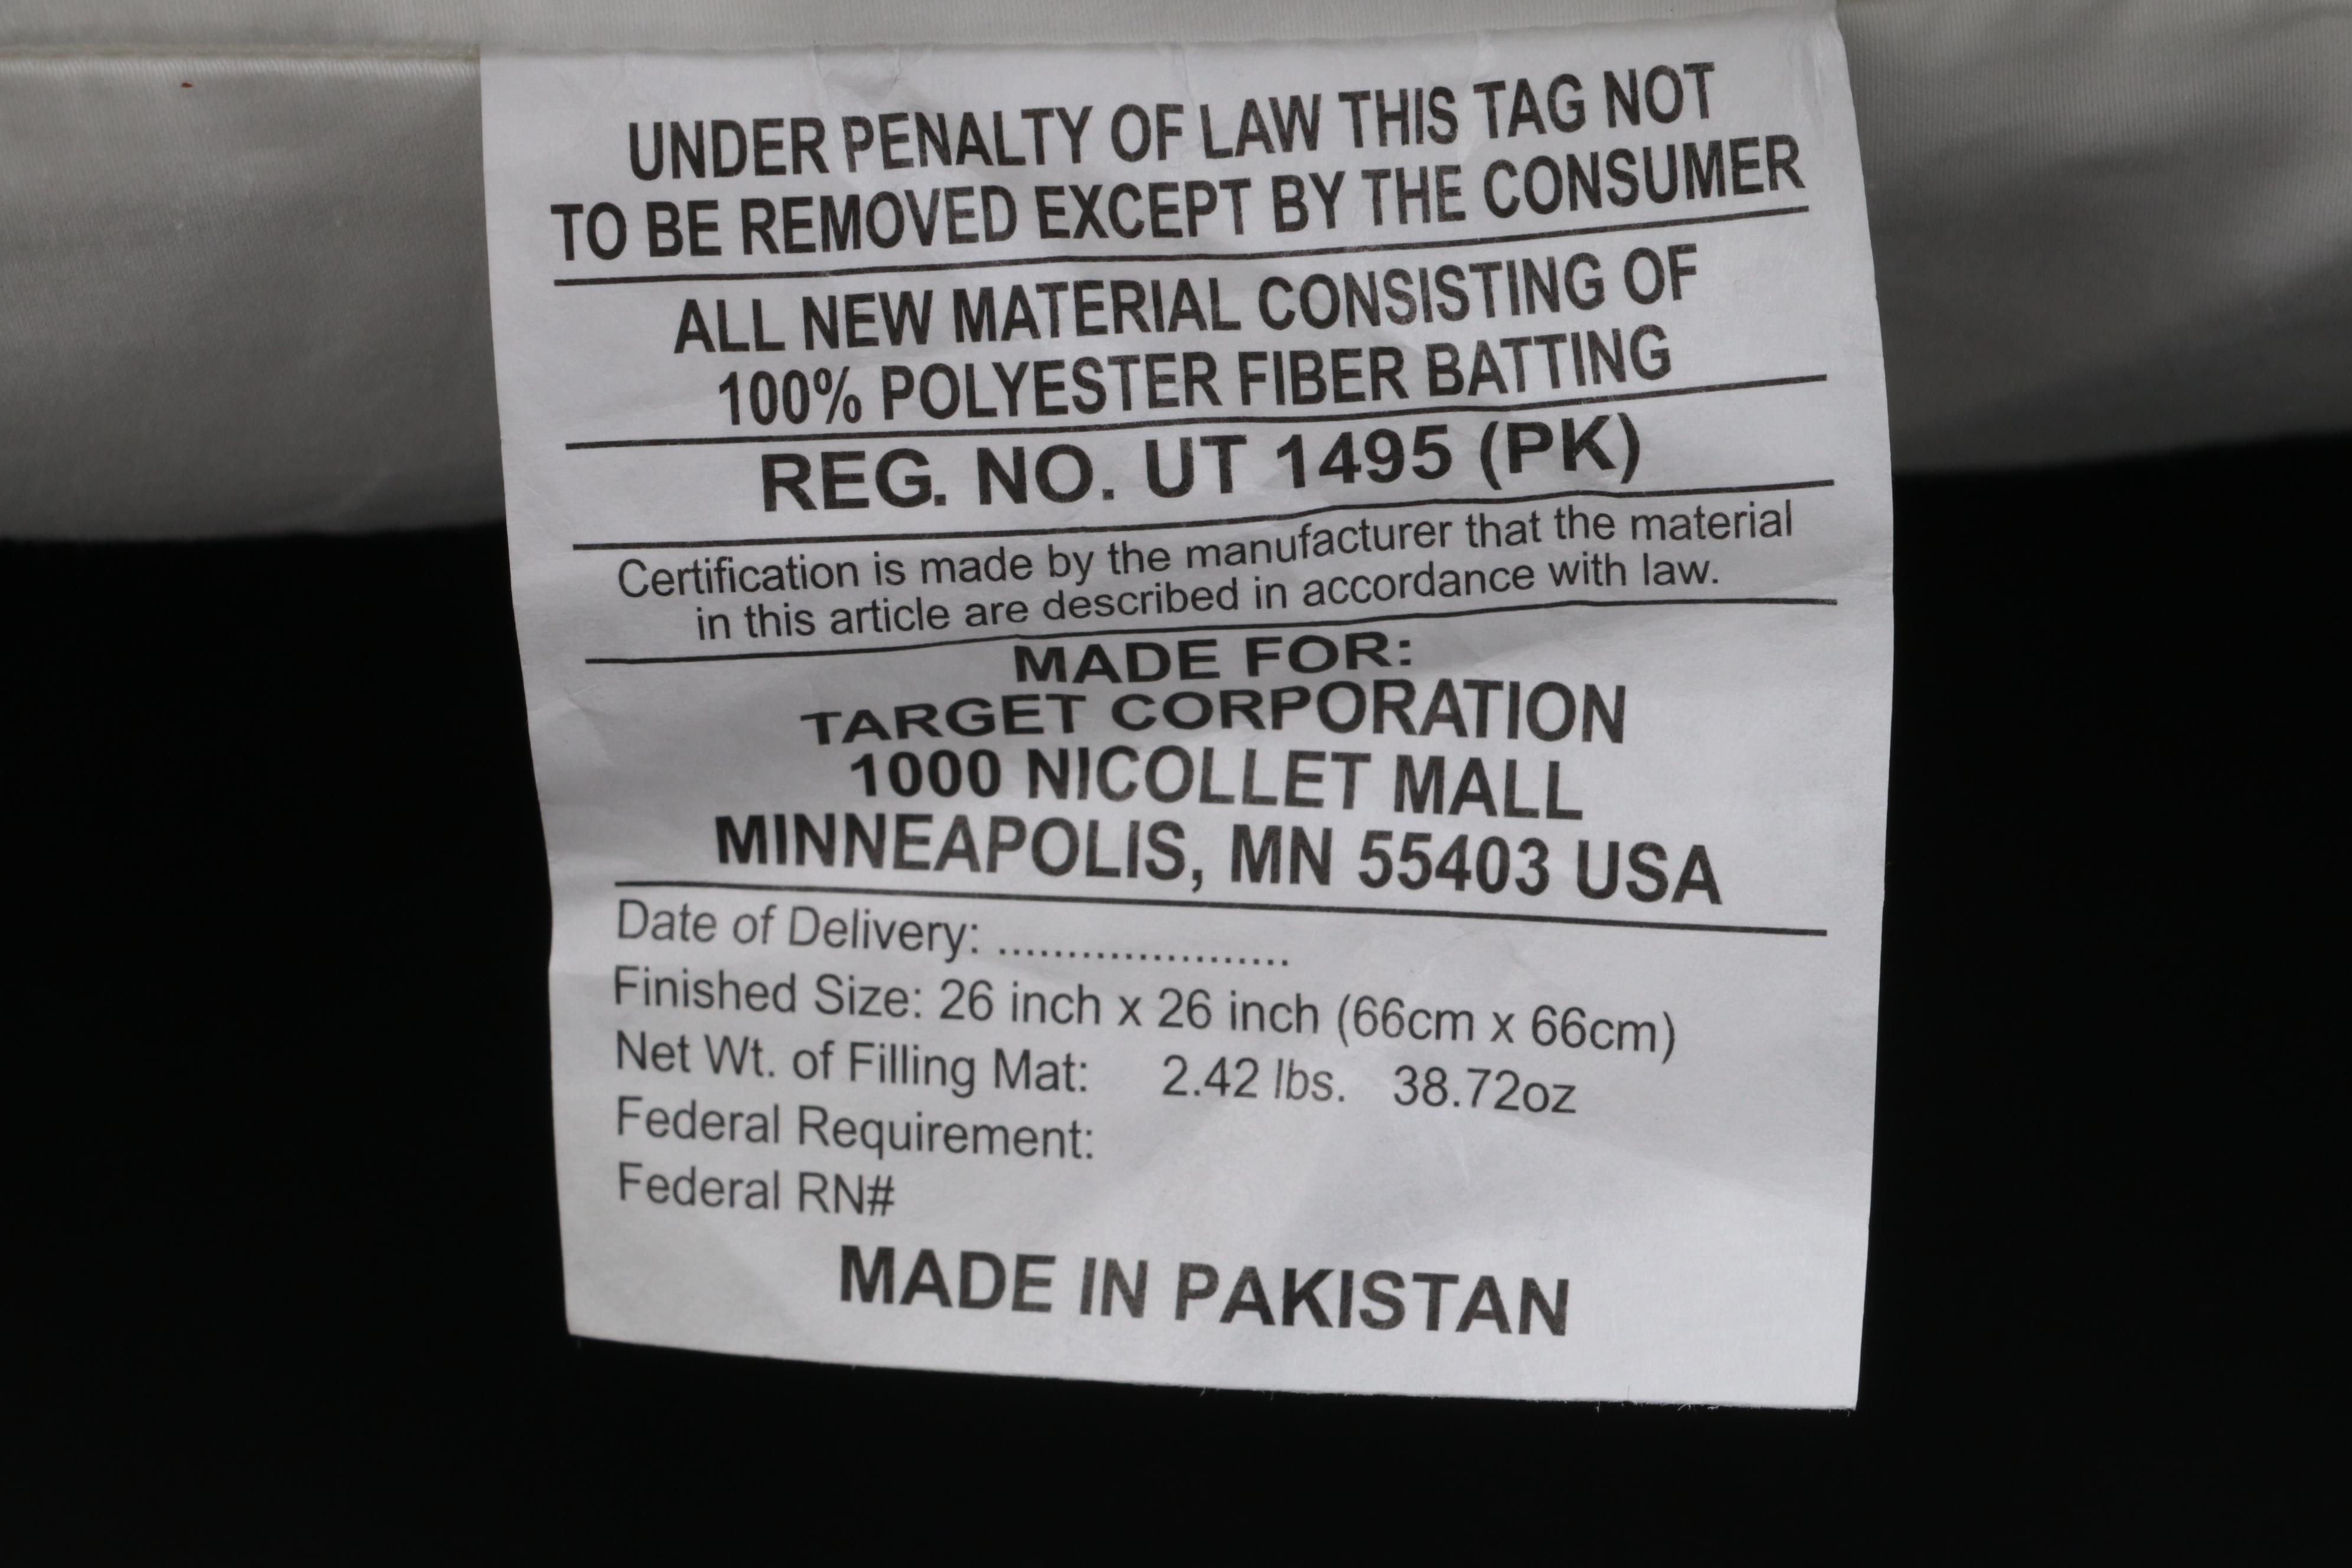 UNDER PENALTY OF LAW THIS TAG NOT
TO BE REMOVED EXCEPT BY THE CONSUMER
ALL NEW MATERIAL CONSISTING OF
100% POLYESTER FIBER BATTING
REG. NO. UT 1495 (PK)
Certification is made by the manufacturer that the material
in this article are described in accordance with law.
MADE FOR:
TARGET CORPORATION
1000 NICOLLET MALL
MINNEAPOLIS, MN 55403 USA
Date of Delivery: .....................
Finished Size: 26 inch x 26 inch (66cm x 66cm)
Net Wt. of Filling Mat: 2.42 lbs. 38.72oz
Federal Requirement:
Federal RN#
MADE IN PAKISTAN